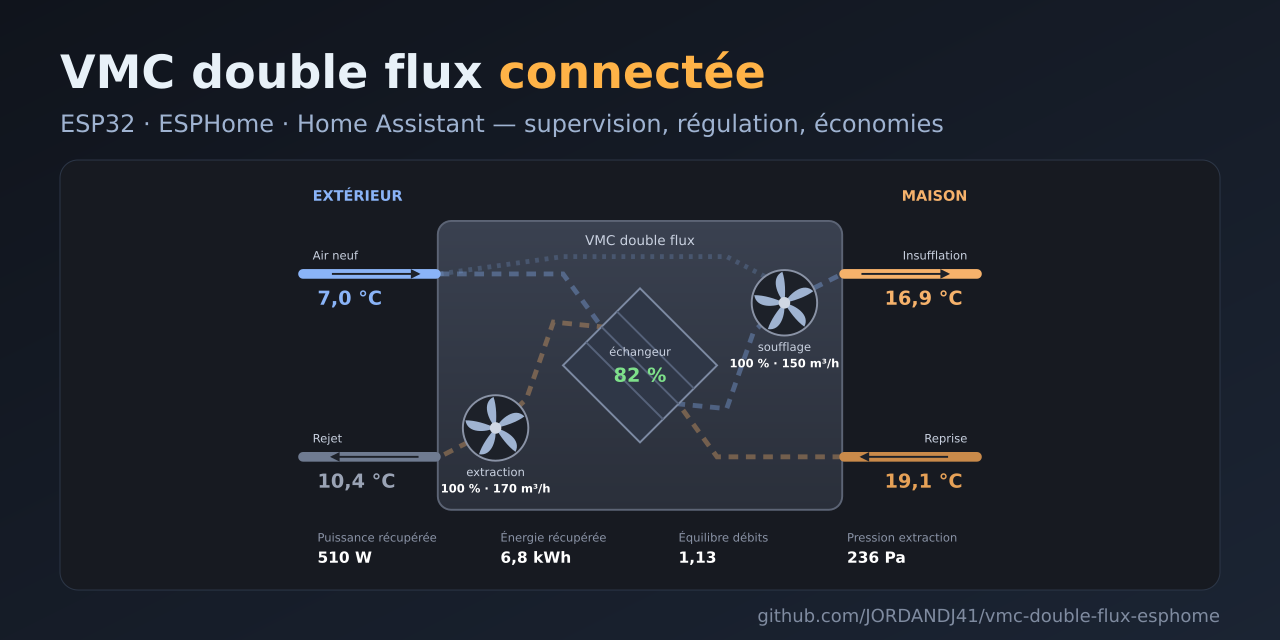 VMC double flux connectée
ESP32 · ESPHome · Home Assistant — supervision, régulation, économies
EXTÉRIEUR
MAISON
VMC double flux
Air neuf
Insufflation
7,0 °C
16,9 °C
soufflage
échangeur
100 % · 150 m³/h
82 %
Rejet
Reprise
extraction
10,4 °C
19,1 °C
100 % · 170 m³/h
Puissance récupérée
Énergie récupérée
Équilibre débits
Pression extraction
510 W
6,8 kWh
1,13
236 Pa
github.com/JORDANDJ41/vmc-double-flux-esphome